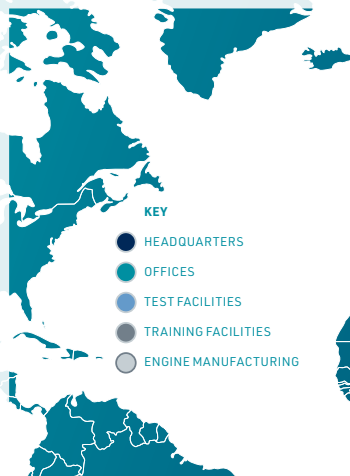 KEY
HEADQUARTERS
OFFICES
TEST FACILITIES
TRAINING FACILITIES
ENGINE MANUFACTURING